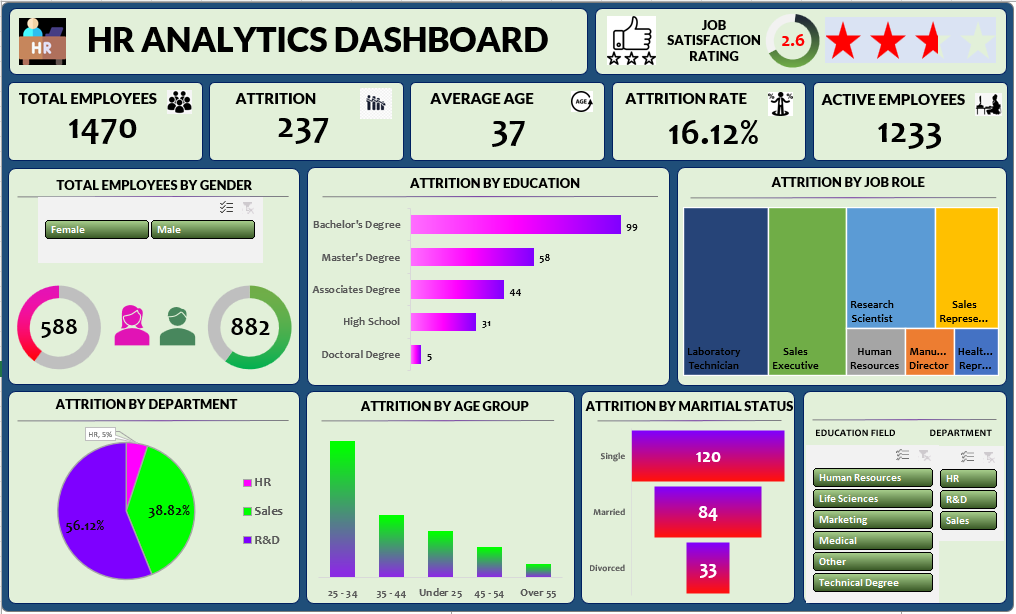 HR
HR ANALYTICS DASHBOARD
JOB
SATISFACTION
RATING
2.6
TOTAL EMPLOYEES
1470
ATTRITION
237
AVERAGE AGE
AGE
37
ATTRITION RATE
% %
16.12%
ACTIVE EMPLOYEES
1233
TOTAL EMPLOYEES BY GENDER
Female
Male
588
882
ATTRITION BY EDUCATION
Bachelor's Degree
99
Master's Degree
58
Associates Degree
44
High School
31
Doctoral Degree
5
ATTRITION BY JOB ROLE
Laboratory
Technician
Sales
Executive
Research
Scientist
Sales
Represe...
Human
Resources
Manu...
Director
Healt...
Repr...
ATTRITION BY DEPARTMENT
HR, 5%
38.82%
56.12%
HR
Sales
R&D
ATTRITION BY AGE GROUP
25 - 34
35 - 44
Under 25
45 - 54
Over 55
ATTRITION BY MARITIAL STATUS
Single
120
Married
84
Divorced
33
EDUCATION FIELD
Human Resources
Life Sciences
Marketing
Medical
Other
Technical Degree
DEPARTMENT
HR
R&D
Sales